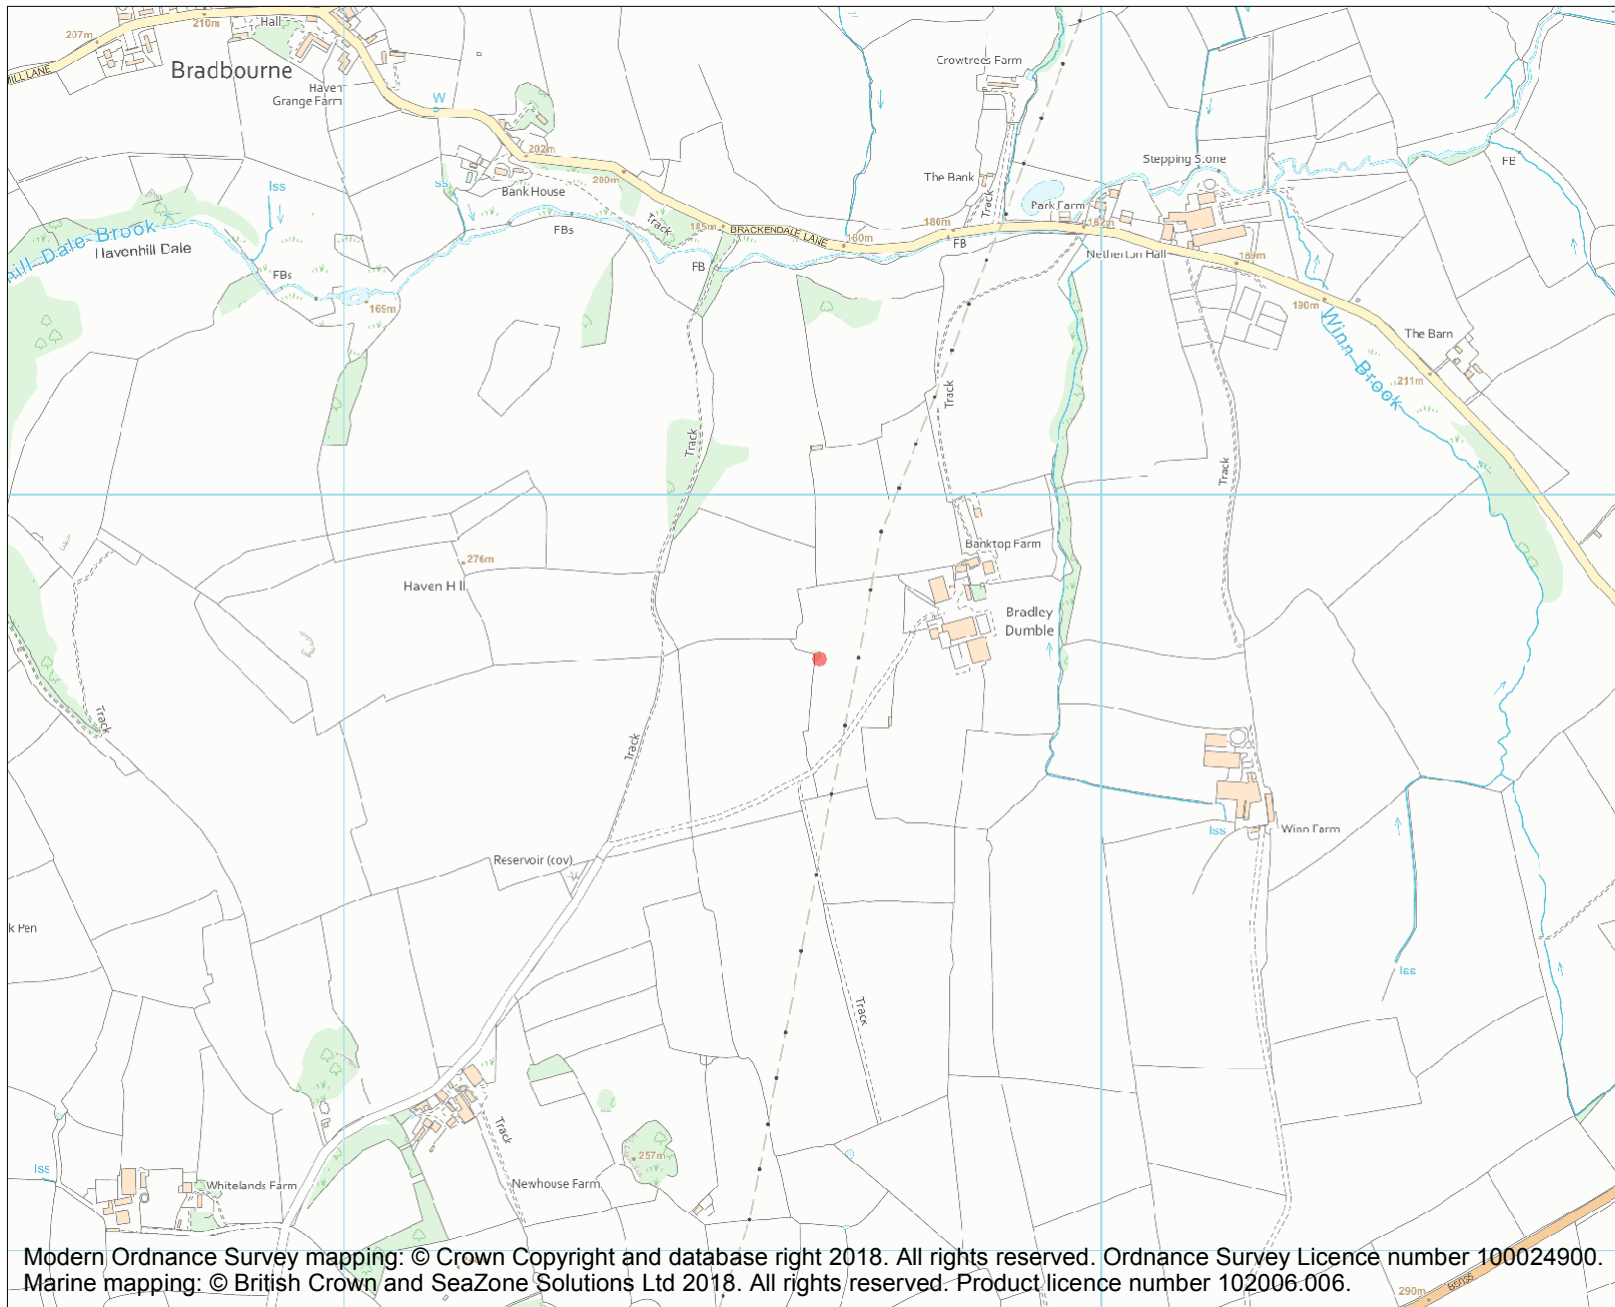 207m
210m
Hall
Crowtrees Farm
Bradbourne
Haven
Grange Farm
W
202m
Stepping Stone
FB
200m
Bank House
The Bank
Track
Iss
ss
Park Farm
182m
FBs
Track
185m
BRACKENDALE LANE
180m
180m
FB
Netherton Hall
189m
hill Dale Brook
Havenhill Dale
FB
FBs
169m
190m
Winn Brook
The Barn
211m
Track
Track
Track
Banktop Farm
276m
Haven Hill
Bradley
Dumble
Track
Track
Iss
Winn Farm
Reservoir (cov)
k Pen
Iss
Track
Track
257m
Iss
Whitelands Farm
Newhouse Farm
Modern Ordnance Survey mapping: © Crown Copyright and database right 2018. All rights reserved. Ordnance Survey Licence number 100024900.
Marine mapping: © British Crown and SeaZone Solutions Ltd 2018. All rights reserved. Product licence number 102006.006.
290m